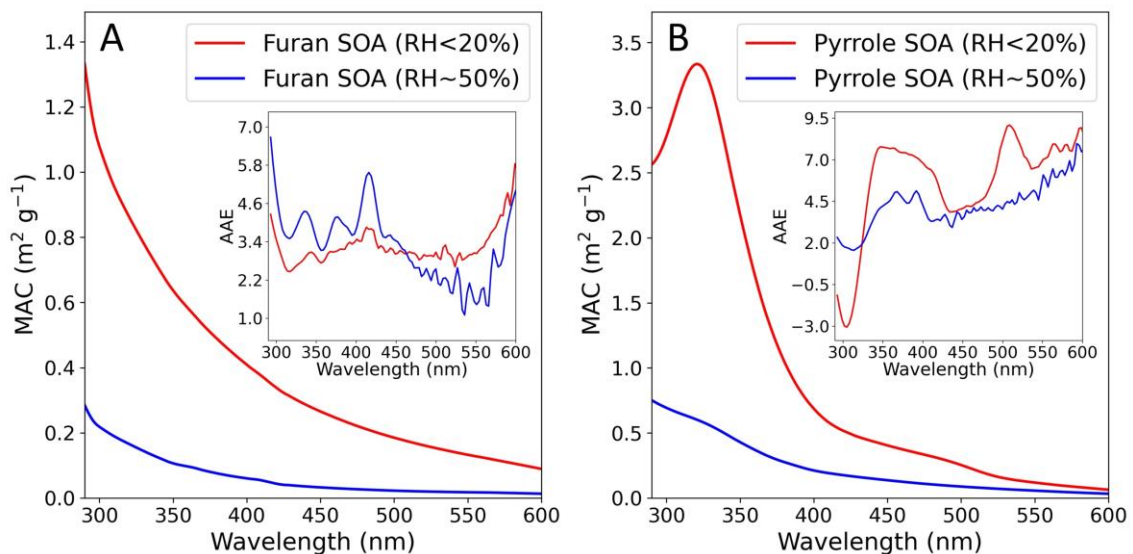 A
Furan SOA (RH<20%)
Furan SOA (RH~50%)
MAC (m² g⁻¹)
1.4
1.2
1.0
0.8
0.6
0.4
0.2
0.0
300 350 400 450 500 550 600
Wavelength (nm)
AAE
7.0
5.8
4.6
3.4
2.2
1.0
300 350 400 450 500 550 600
Wavelength (nm)
B
Pyrrole SOA (RH<20%)
Pyrrole SOA (RH~50%)
MAC (m² g⁻¹)
3.5
3.0
2.5
2.0
1.5
1.0
0.5
0.0
300 350 400 450 500 550 600
Wavelength (nm)
AAE
9.5
7.0
4.5
2.0
−0.5
−3.0
300 350 400 450 500 550 600
Wavelength (nm)